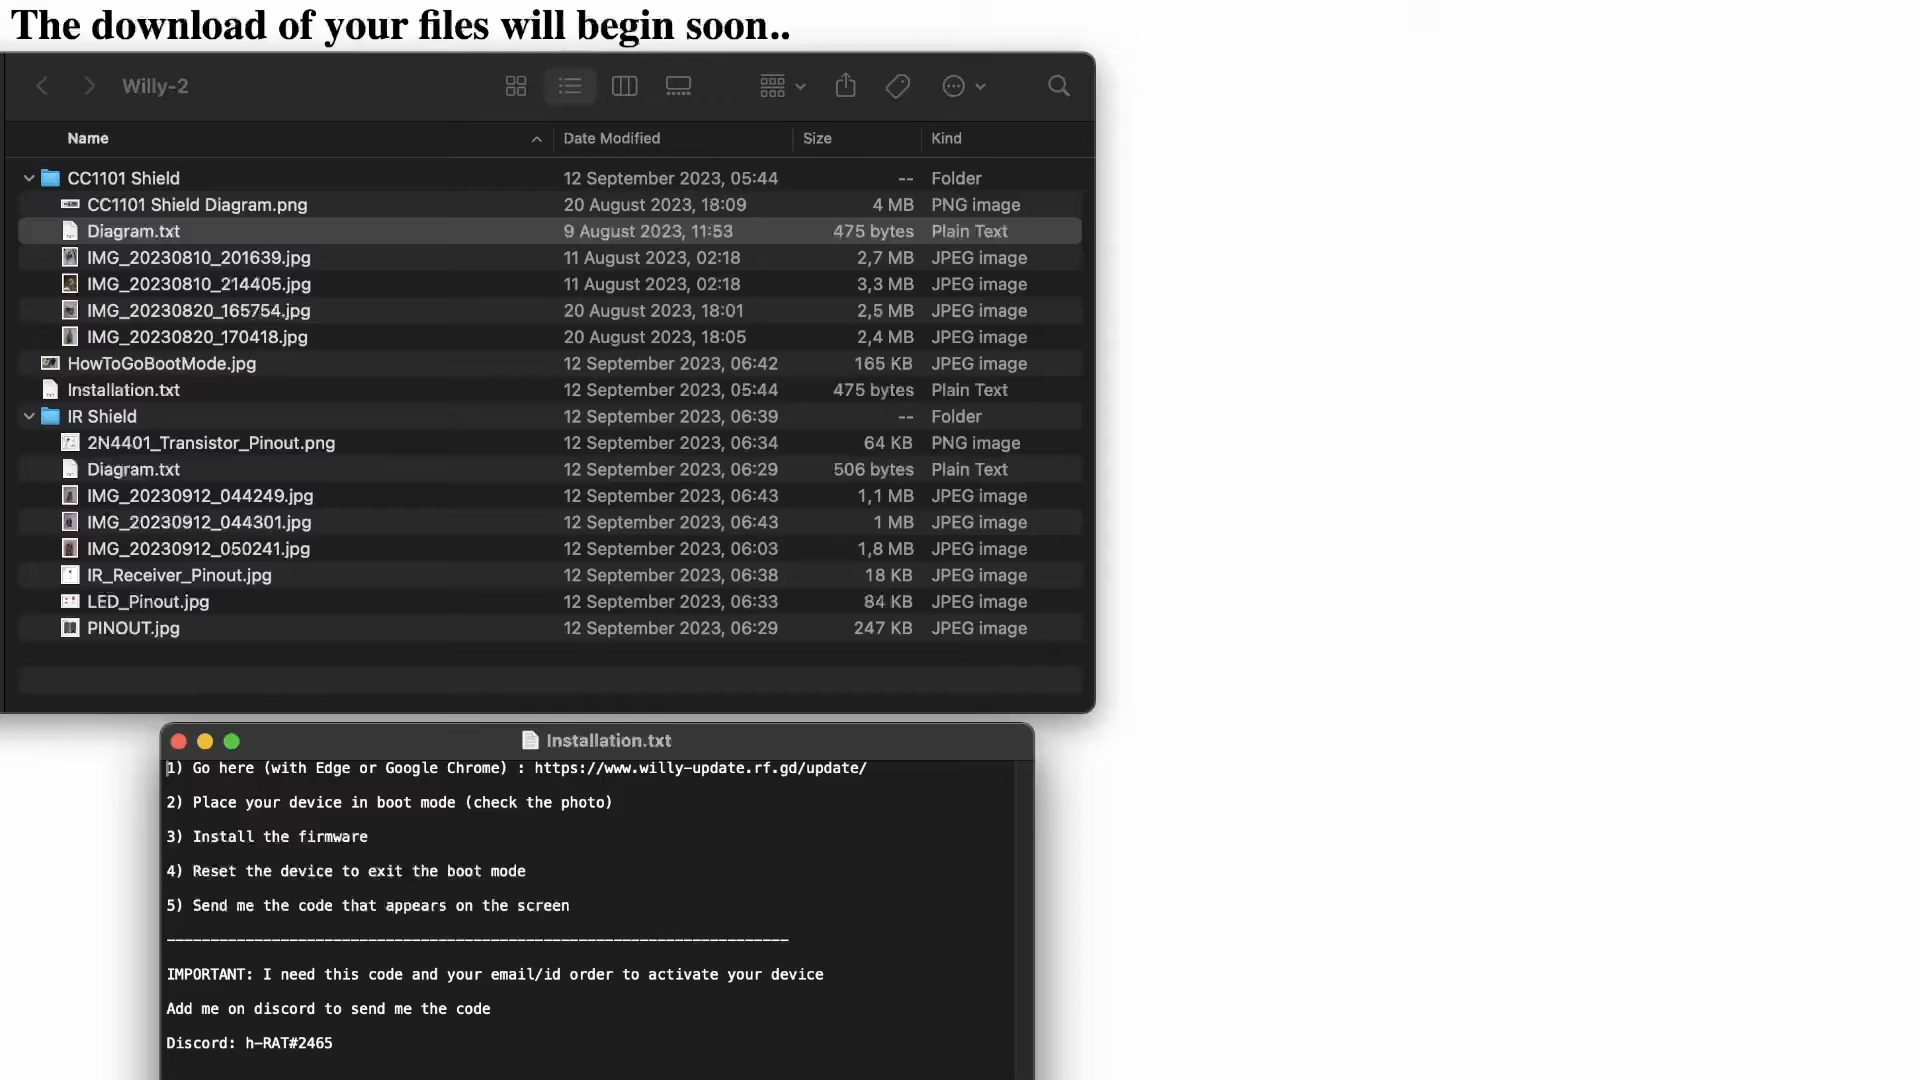 The download of your files will begin soon..
Willy-2
Name Date Modified Size Kind
CC1101 Shield 12 September 2023, 05:44 -- Folder
CC1101 Shield Diagram.png 20 August 2023, 18:09 4 MB PNG image
Diagram.txt 9 August 2023, 11:53 475 bytes Plain Text
IMG_20230810_201639.jpg 11 August 2023, 02:18 2,7 MB JPEG image
IMG_20230810_214405.jpg 11 August 2023, 02:18 3,3 MB JPEG image
IMG_20230820_165754.jpg 20 August 2023, 18:01 2,5 MB JPEG image
IMG_20230820_170418.jpg 20 August 2023, 18:05 2,4 MB JPEG image
HowToGoBootMode.jpg 12 September 2023, 06:42 165 KB JPEG image
Installation.txt 12 September 2023, 05:44 475 bytes Plain Text
IR Shield 12 September 2023, 06:39 -- Folder
2N4401_Transistor_Pinout.png 12 September 2023, 06:34 64 KB PNG image
Diagram.txt 12 September 2023, 06:29 506 bytes Plain Text
IMG_20230912_044249.jpg 12 September 2023, 06:43 1,1 MB JPEG image
IMG_20230912_044301.jpg 12 September 2023, 06:43 1 MB JPEG image
IMG_20230912_050241.jpg 12 September 2023, 06:03 1,8 MB JPEG image
IR_Receiver_Pinout.jpg 12 September 2023, 06:38 18 KB JPEG image
LED_Pinout.jpg 12 September 2023, 06:33 84 KB JPEG image
PINOUT.jpg 12 September 2023, 06:29 247 KB JPEG image
Installation.txt
1) Go here (with Edge or Google Chrome) : https://www.willy-update.rf.gd/update/
2) Place your device in boot mode (check the photo)
3) Install the firmware
4) Reset the device to exit the boot mode
5) Send me the code that appears on the screen
_______________________________________________________________________
IMPORTANT: I need this code and your email/id order to activate your device
Add me on discord to send me the code
Discord: h-RAT#2465